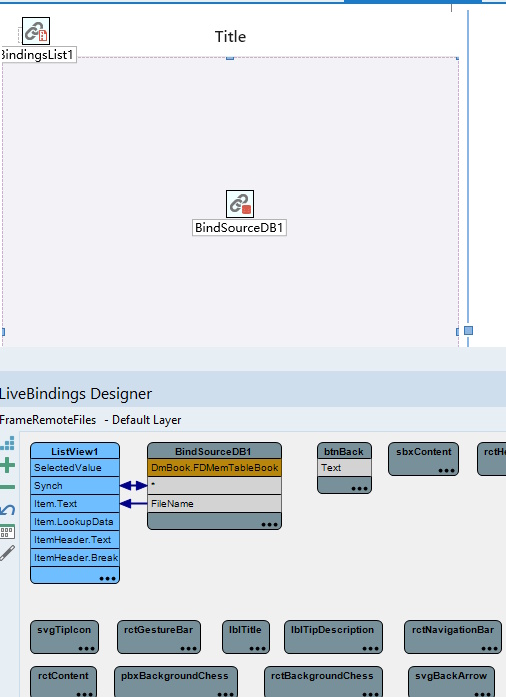 Title
BindingsList1
BindSourceDB1
LiveBindings Designer
FrameRemoteFiles - Default Layer
ListView1
SelectedValue
Synch
Item.Text
Item.LookupData
ItemHeader.Text
ItemHeader.Break
BindSourceDB1
DmBook.FDMemTableBook
*
FileName
btnBack
Text
sbxContent
rctHe
svgTipIcon
rctGestureBar
lblTitle
lblTipDescription
rctNavigationBar
rctContent
pbxBackgroundChess
rctBackgroundChess
svgBackArrow